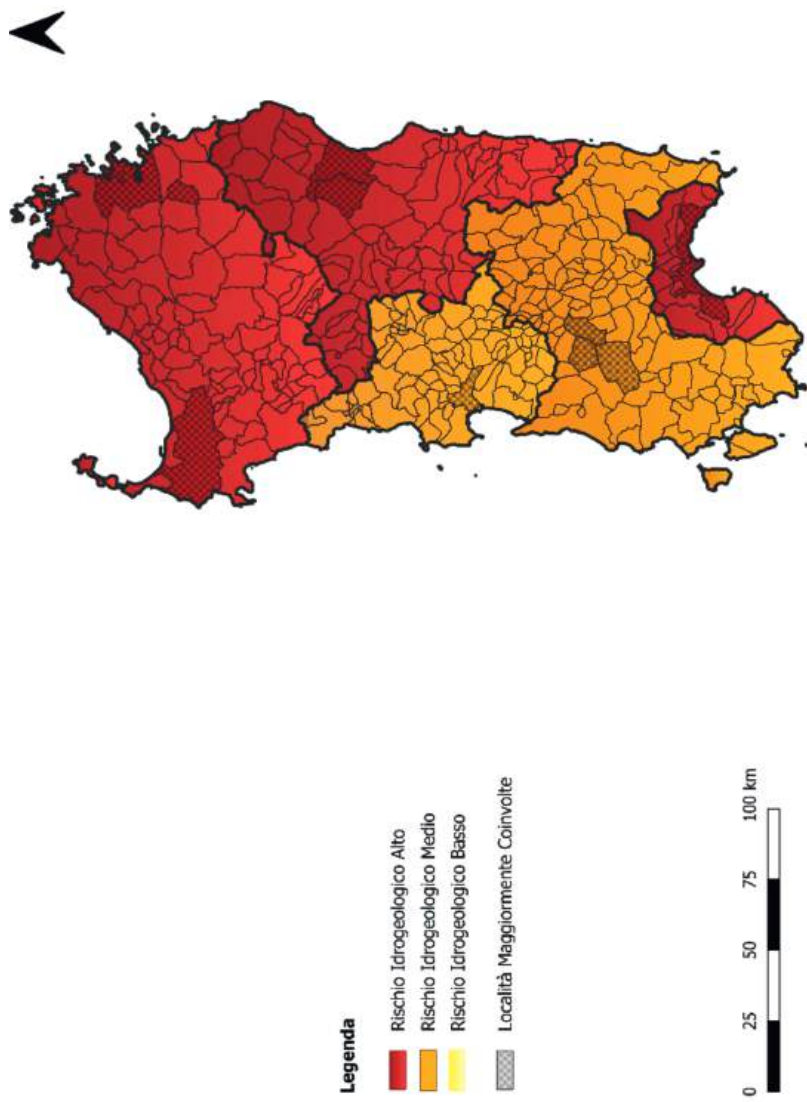 Legenda
Rischio Idrogeologico Alto
Rischio Idrogeologico Medio
Rischio Idrogeologico Basso
Località Maggiormente Coinvolte
0 25 50 75 100 km